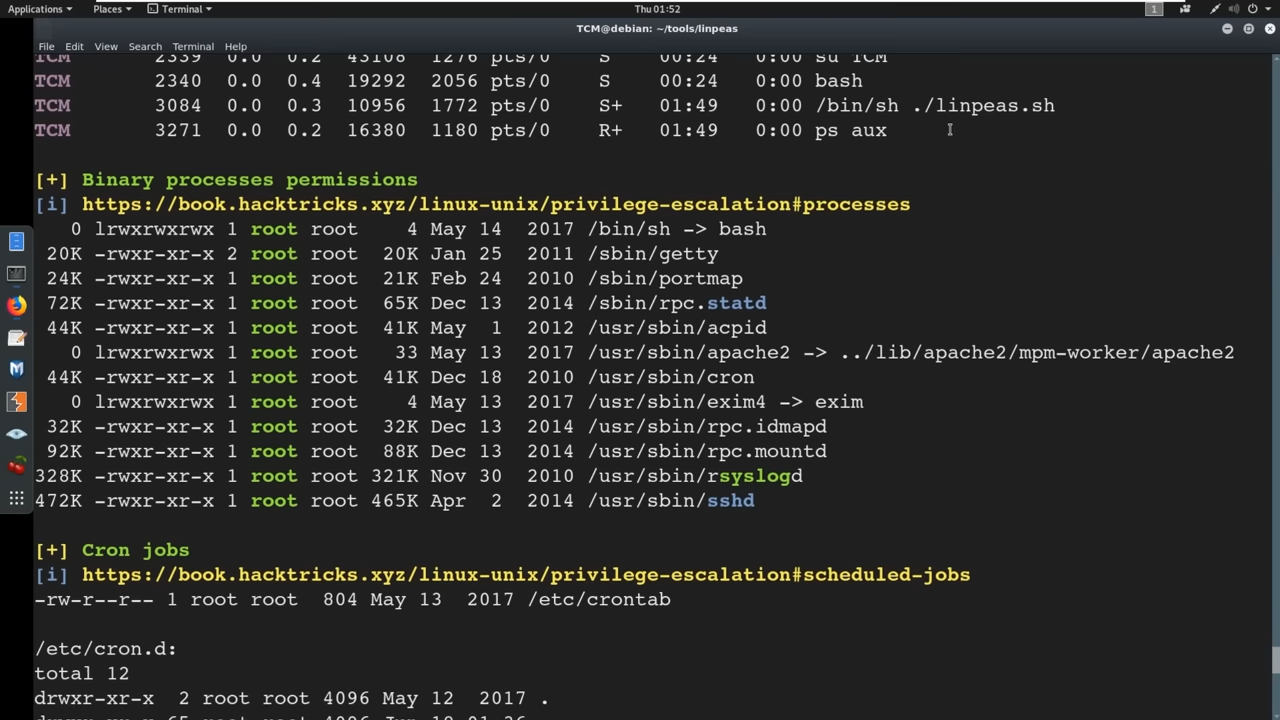 Applications Places Terminal Thu 01:52 1
TCM@debian: ~/tools/linpeas
File Edit View Search Terminal Help
TCM 2339 0.0 0.2 43108 1276 pts/0 S 00:24 0:00 su TCM
TCM 2340 0.0 0.4 19292 2056 pts/0 S 00:24 0:00 bash
TCM 3084 0.0 0.3 10956 1772 pts/0 S+ 01:49 0:00 /bin/sh ./linpeas.sh
TCM 3271 0.0 0.2 16380 1180 pts/0 R+ 01:49 0:00 ps aux
[+] Binary processes permissions
[i] https://book.hacktricks.xyz/linux-unix/privilege-escalation#processes
0 lrwxrwxrwx 1 root root 4 May 14 2017 /bin/sh -> bash
20K -rwxr-xr-x 2 root root 20K Jan 25 2011 /sbin/getty
24K -rwxr-xr-x 1 root root 21K Feb 24 2010 /sbin/portmap
72K -rwxr-xr-x 1 root root 65K Dec 13 2014 /sbin/rpc.statd
44K -rwxr-xr-x 1 root root 41K May 1 2012 /usr/sbin/acpid
0 lrwxrwxrwx 1 root root 33 May 13 2017 /usr/sbin/apache2 -> ../lib/apache2/mpm-worker/apache2
44K -rwxr-xr-x 1 root root 41K Dec 18 2010 /usr/sbin/cron
0 lrwxrwxrwx 1 root root 4 May 13 2017 /usr/sbin/exim4 -> exim
32K -rwxr-xr-x 1 root root 32K Dec 13 2014 /usr/sbin/rpc.idmapd
92K -rwxr-xr-x 1 root root 88K Dec 13 2014 /usr/sbin/rpc.mountd
328K -rwxr-xr-x 1 root root 321K Nov 30 2010 /usr/sbin/rsyslogd
472K -rwxr-xr-x 1 root root 465K Apr 2 2014 /usr/sbin/sshd
[+] Cron jobs
[i] https://book.hacktricks.xyz/linux-unix/privilege-escalation#scheduled-jobs
-rw-r--r-- 1 root root 804 May 13 2017 /etc/crontab
/etc/cron.d:
total 12
drwxr-xr-x 2 root root 4096 May 12 2017 .